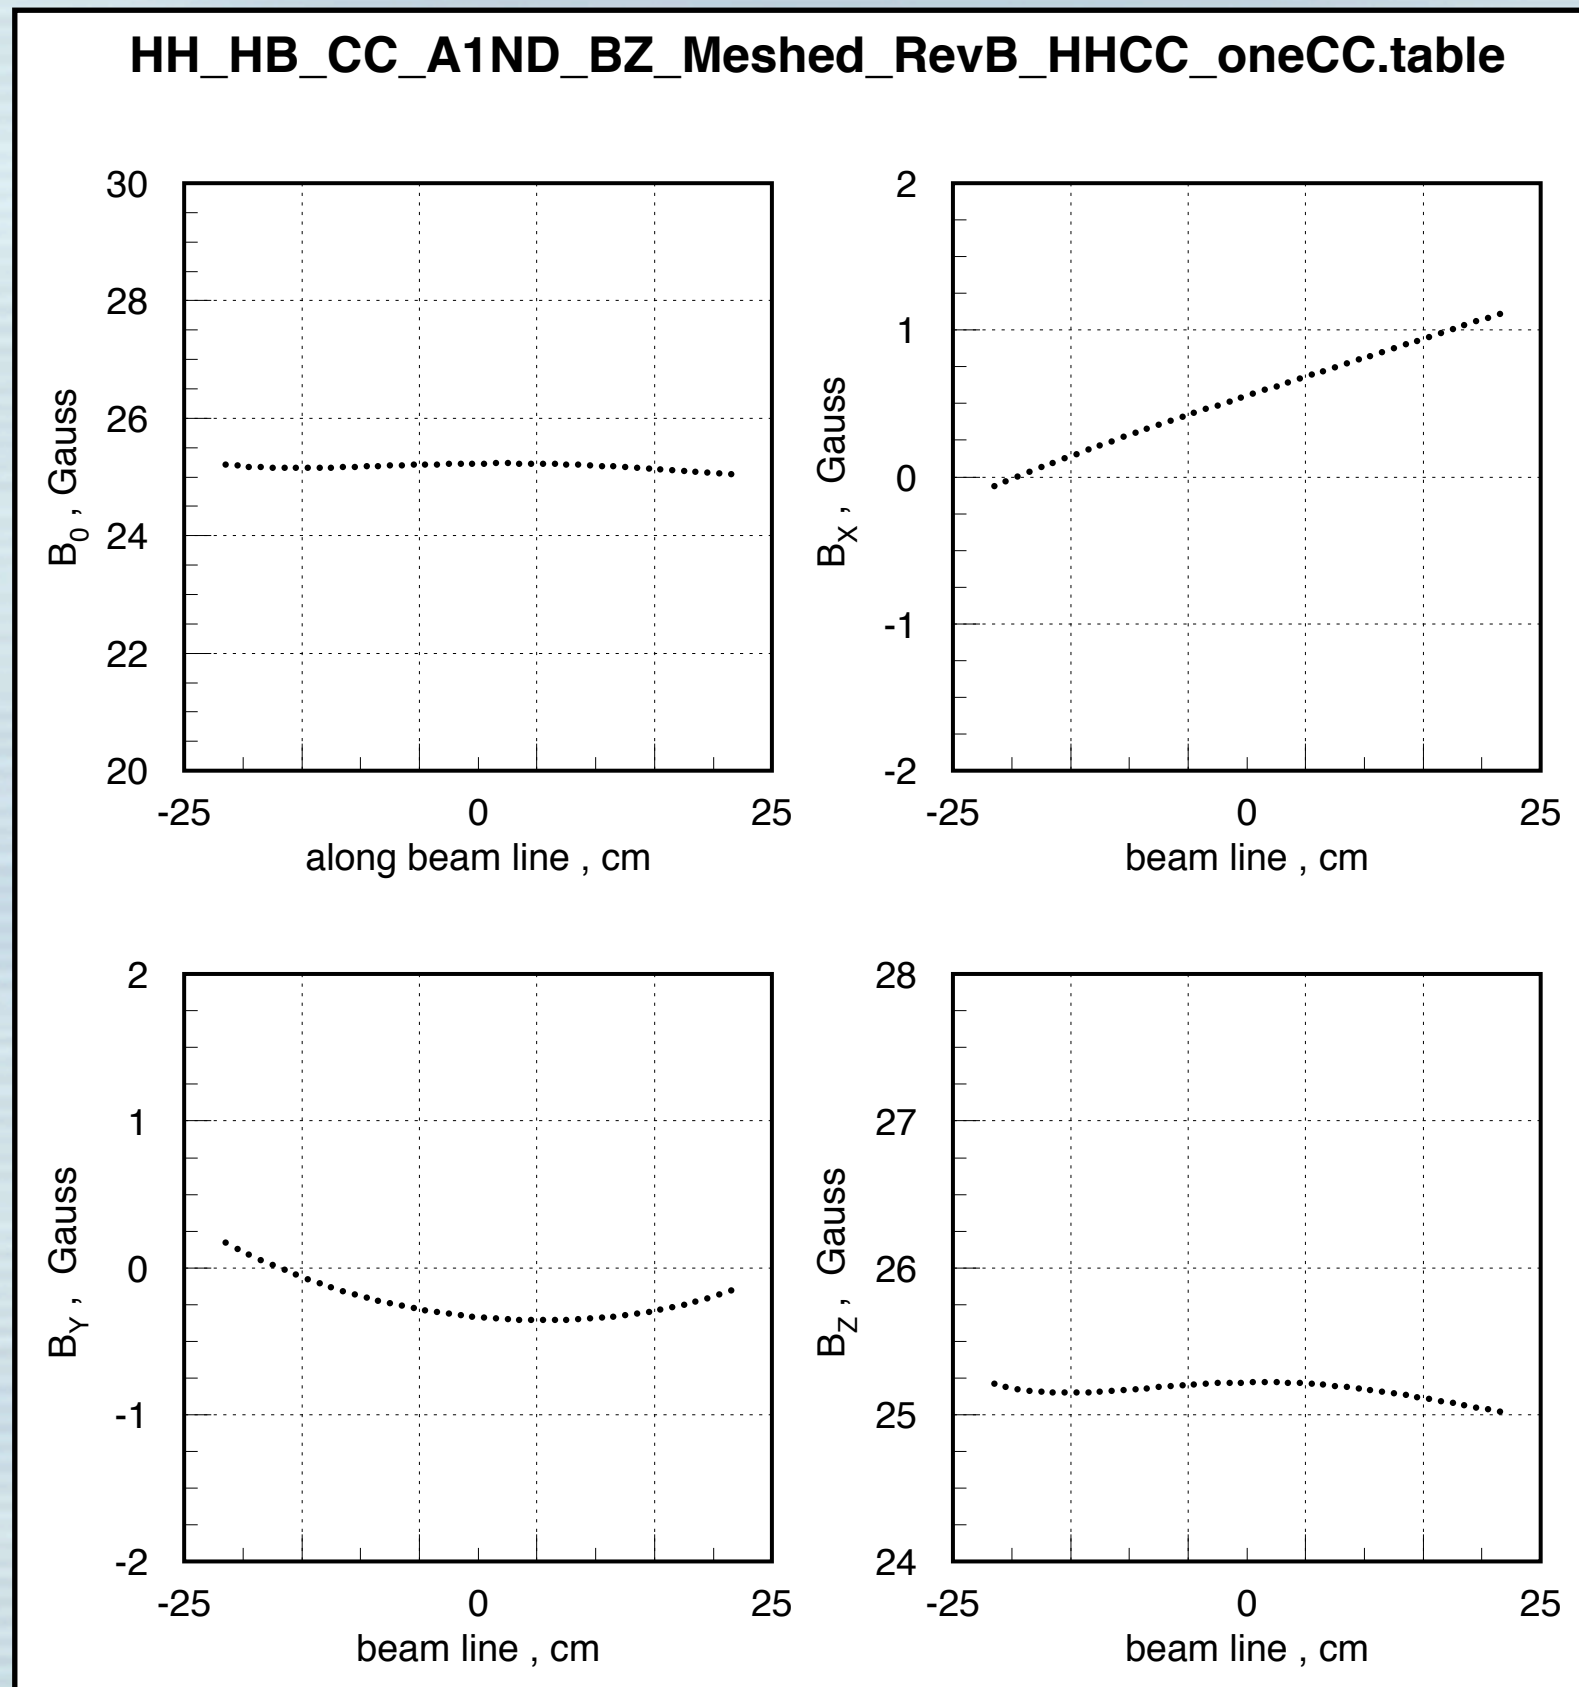 HH_HB_CC_A1ND_BZ_Meshed_RevB_HHCC_oneCC.table
30
28
26
24
22
20
B0 , Gauss
-25 0 25
along beam line , cm
2
1
0
-1
-2
BX , Gauss
-25 0 25
beam line , cm
2
1
0
-1
-2
BY , Gauss
-25 0 25
beam line , cm
28
27
26
25
24
BZ , Gauss
-25 0 25
beam line , cm